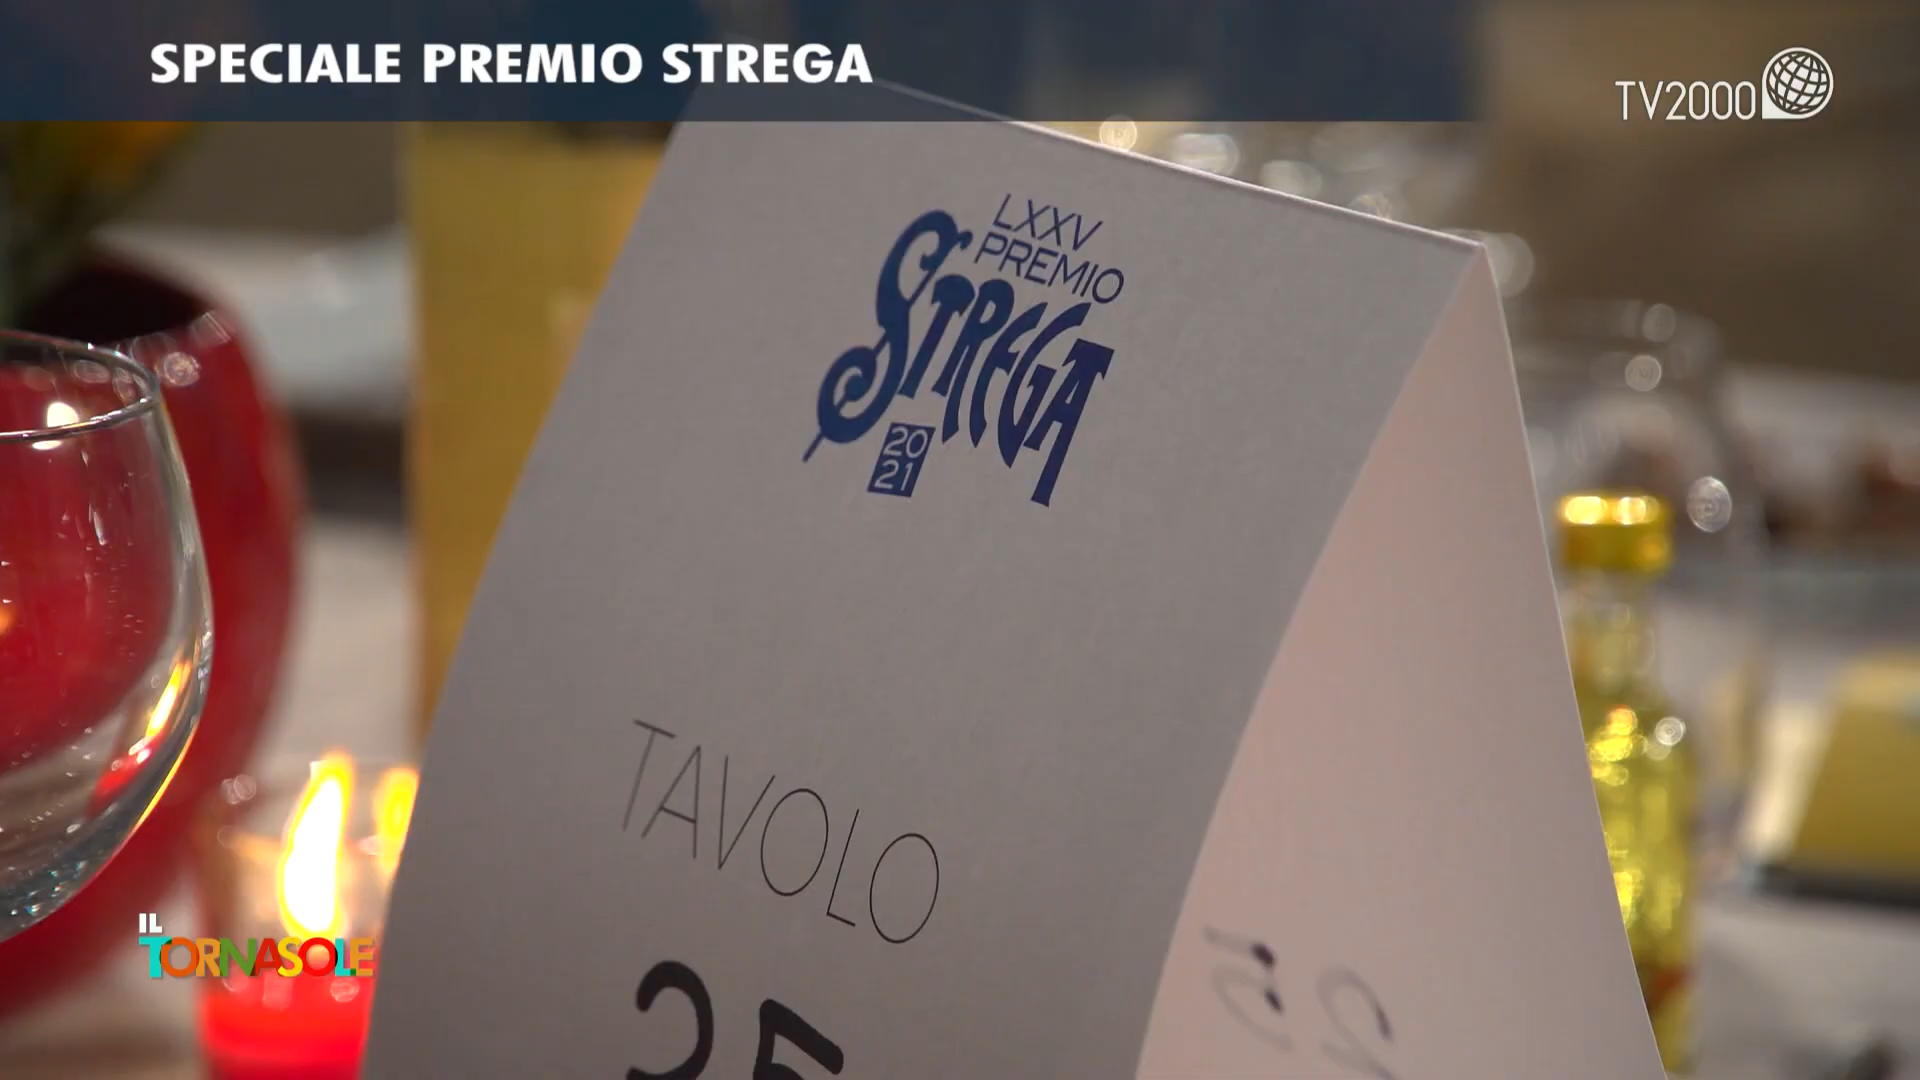 SPECIALE PREMIO STREGA
TV2000
LXXV
PREMIO
STREGA
20
21
TAVOLO
IL
TORNASOLE